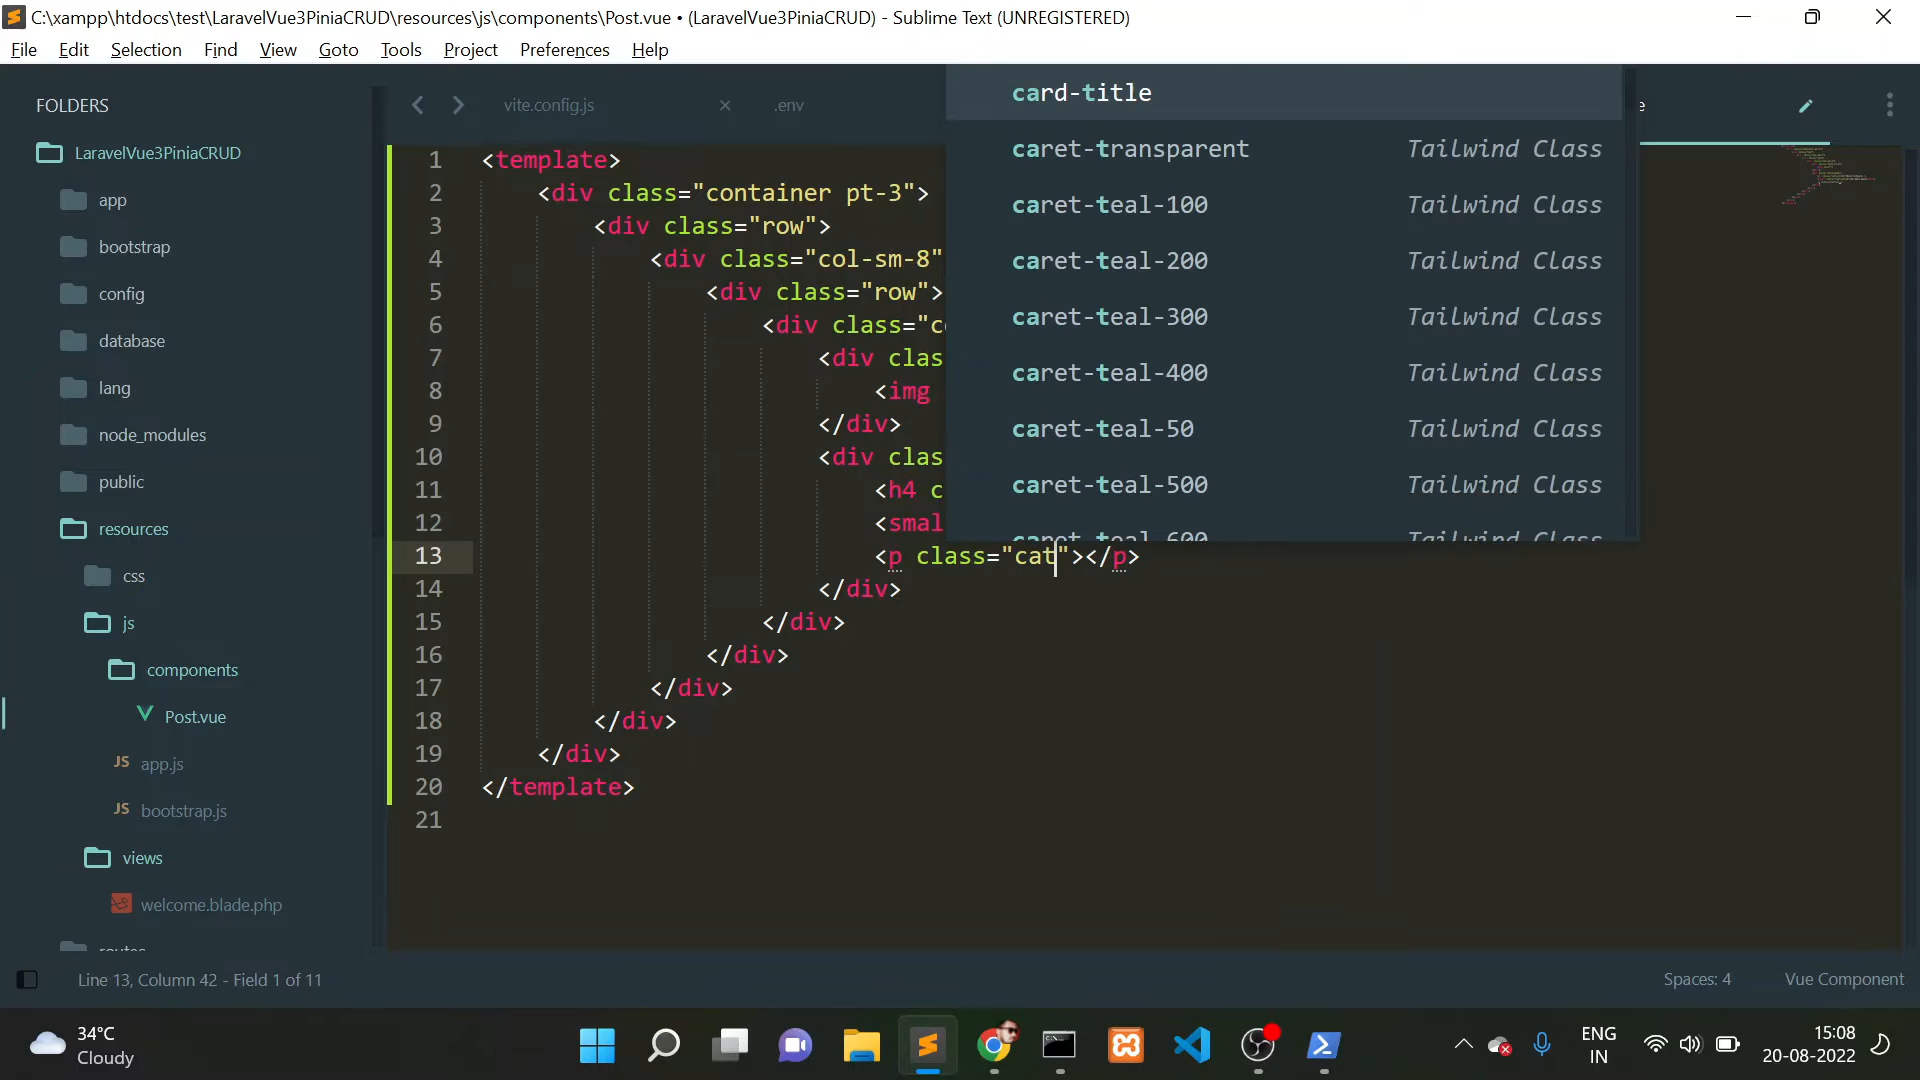 C:\xampp\htdocs\test\LaravelVue3PiniaCRUD\resources\js\components\Post.vue • (LaravelVue3PiniaCRUD) - Sublime Text (UNREGISTERED)
File Edit Selection Find View Goto Tools Project Preferences Help
FOLDERS
LaravelVue3PiniaCRUD
app
bootstrap
config
database
lang
node_modules
public
resources
css
js
components
Post.vue
JS app.js
JS bootstrap.js
views
welcome.blade.php
vite.config.js
.env
e
card-title
caret-transparent Tailwind Class
caret-teal-100 Tailwind Class
caret-teal-200 Tailwind Class
caret-teal-300 Tailwind Class
caret-teal-400 Tailwind Class
caret-teal-50 Tailwind Class
caret-teal-500 Tailwind Class
caret-teal-600 Tailwind Class
1 <template>
2 <div class="container pt-3">
3 <div class="row">
4 <div class="col-sm-8"
5 <div class="row">
6 <div class="c
7 <div clas
8 <img
9 </div>
10 <div clas
11 <h4 c
12 <smal
13 <p class="cat"></p>
14 </div>
15 </div>
16 </div>
17 </div>
18 </div>
19 </div>
20 </template>
21
Line 13, Column 42 - Field 1 of 11
Spaces: 4
Vue Component
34°C
Cloudy
ENG
IN
15:08
20-08-2022